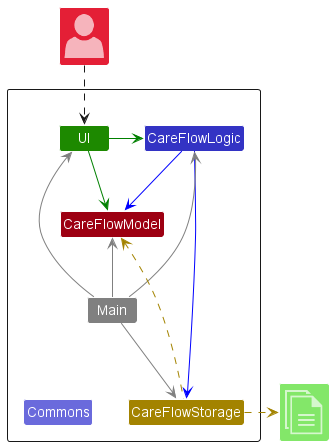 UI
CareFlowLogic
CareFlowModel
Main
Commons
CareFlowStorage